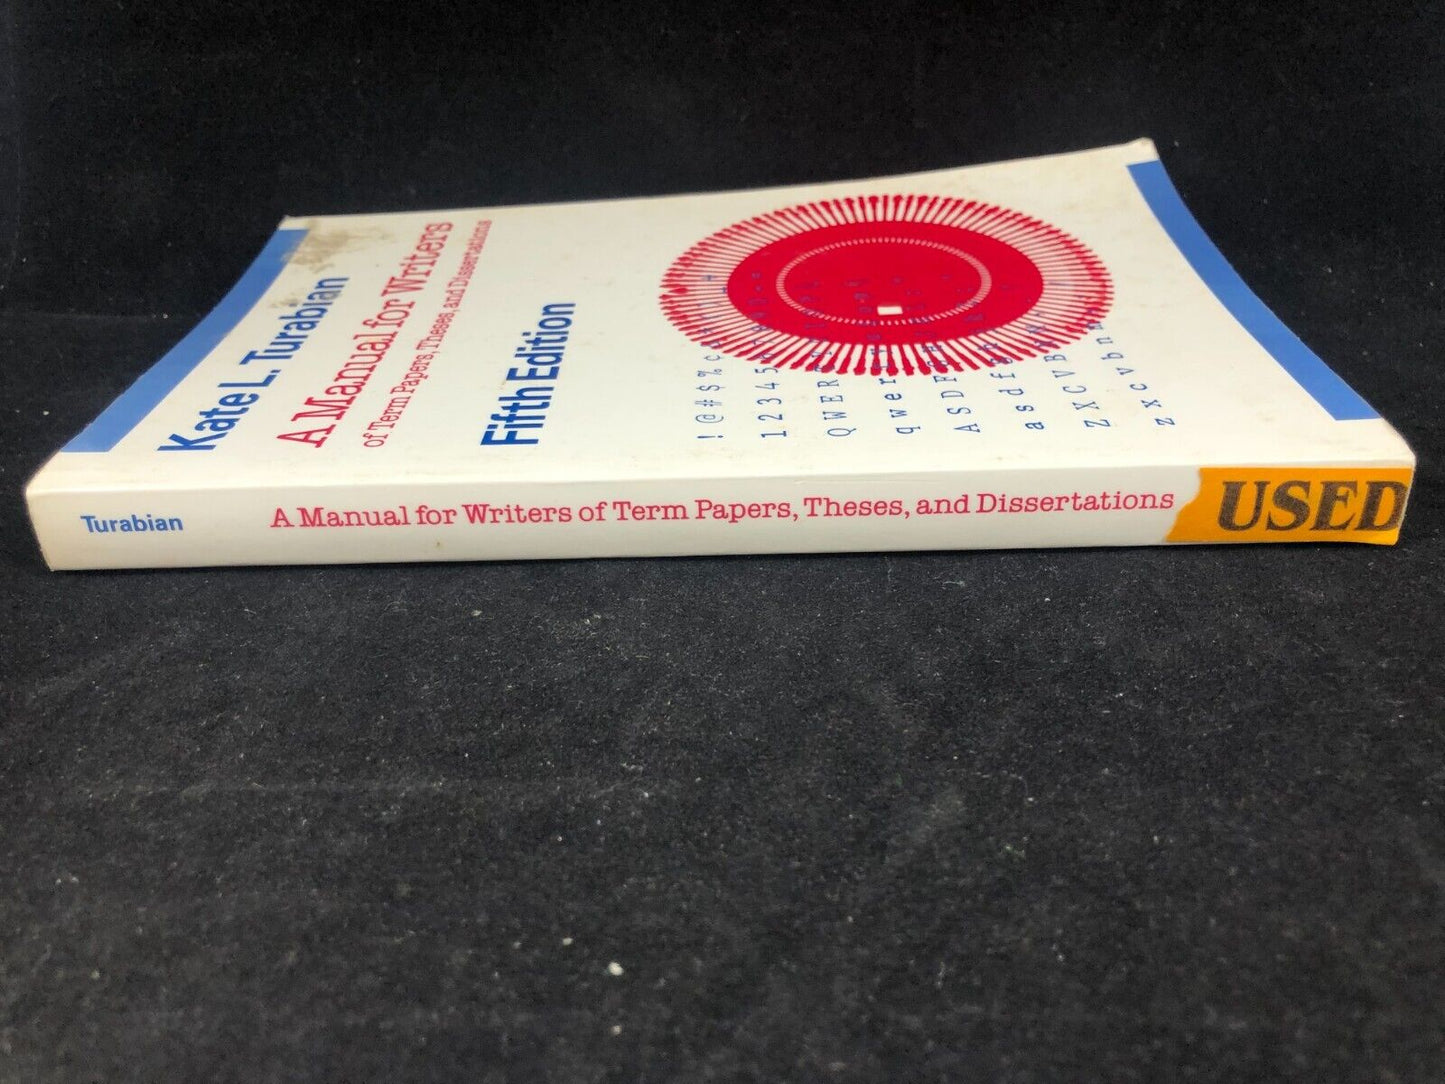 Kate L. Turabian
A Manual for Writers
of Term Papers, Theses, and Dissertations
Fifth Edition
! @ # $ % ¢
1 2 3 4 5
Q W E R
q w e r
A S D F G
a s d f
Z X C V B N
z x c v b n
Turabian A Manual for Writers of Term Papers, Theses, and Dissertations USED